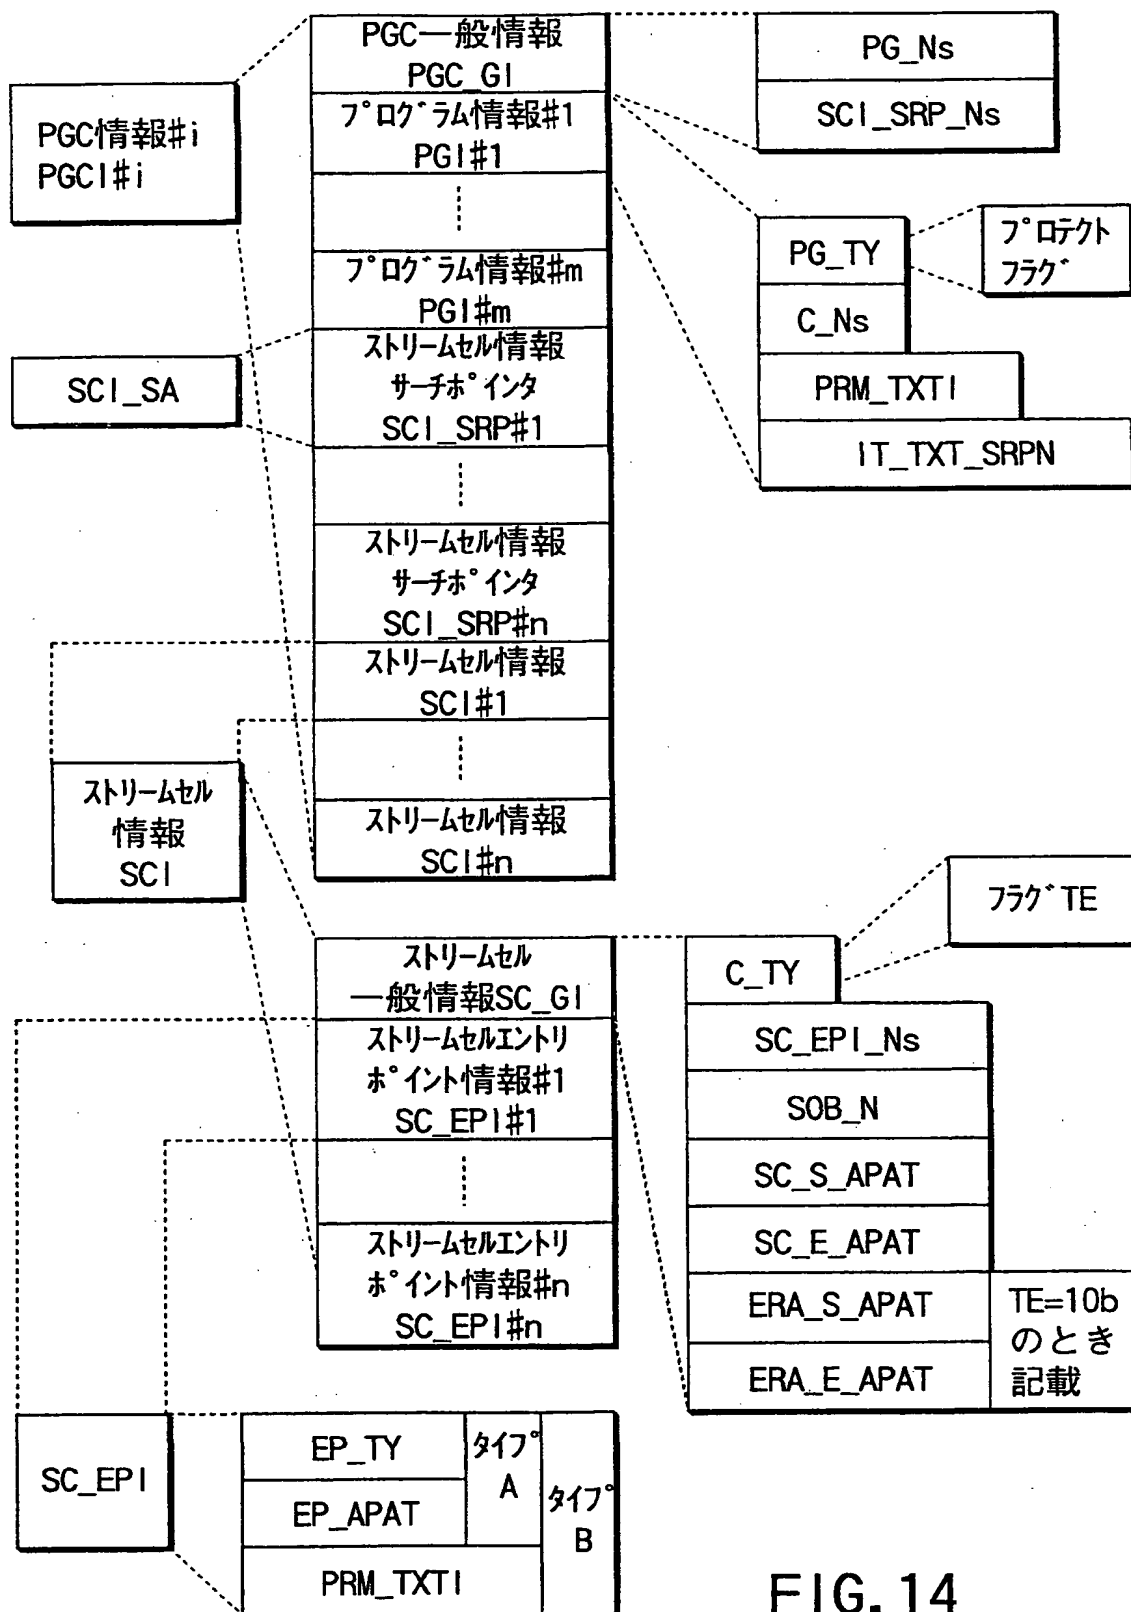 PGC情報#i
PGCI#i
PGC一般情報
PGC_GI
プログラム情報#1
PGI#1
プログラム情報#m
PGI#m
ストリームセル情報
サーチポインタ
SCI_SRP#1
ストリームセル情報
サーチポインタ
SCI_SRP#n
ストリームセル情報
SCI#1
ストリームセル情報
SCI#n
PG_Ns
SCI_SRP_Ns
PG_TY
C_Ns
PRM_TXTI
IT_TXT_SRPN
プロテクト
フラグ
SCI_SA
ストリームセル
情報
SCI
ストリームセル
一般情報SC_GI
ストリームセルエントリ
ポイント情報#1
SC_EPI#1
ストリームセルエントリ
ポイント情報#n
SC_EPI#n
C_TY
SC_EPI_Ns
SOB_N
SC_S_APAT
SC_E_APAT
ERA_S_APAT
ERA_E_APAT
フラグTE
TE=10b
のとき
記載
SC_EPI
EP_TY
EP_APAT
PRM_TXTI
タイプ
A
タイプ
B
FIG.14